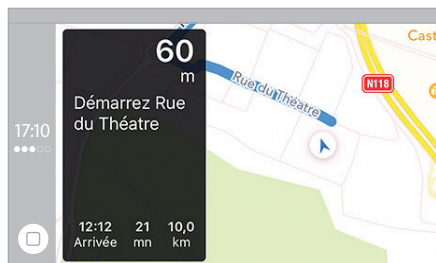 17:10
60
m
Démarrez Rue
du Théatre
12:12 21 10,0
Arrivée mn km
Rue du Théatre
N118
Cast